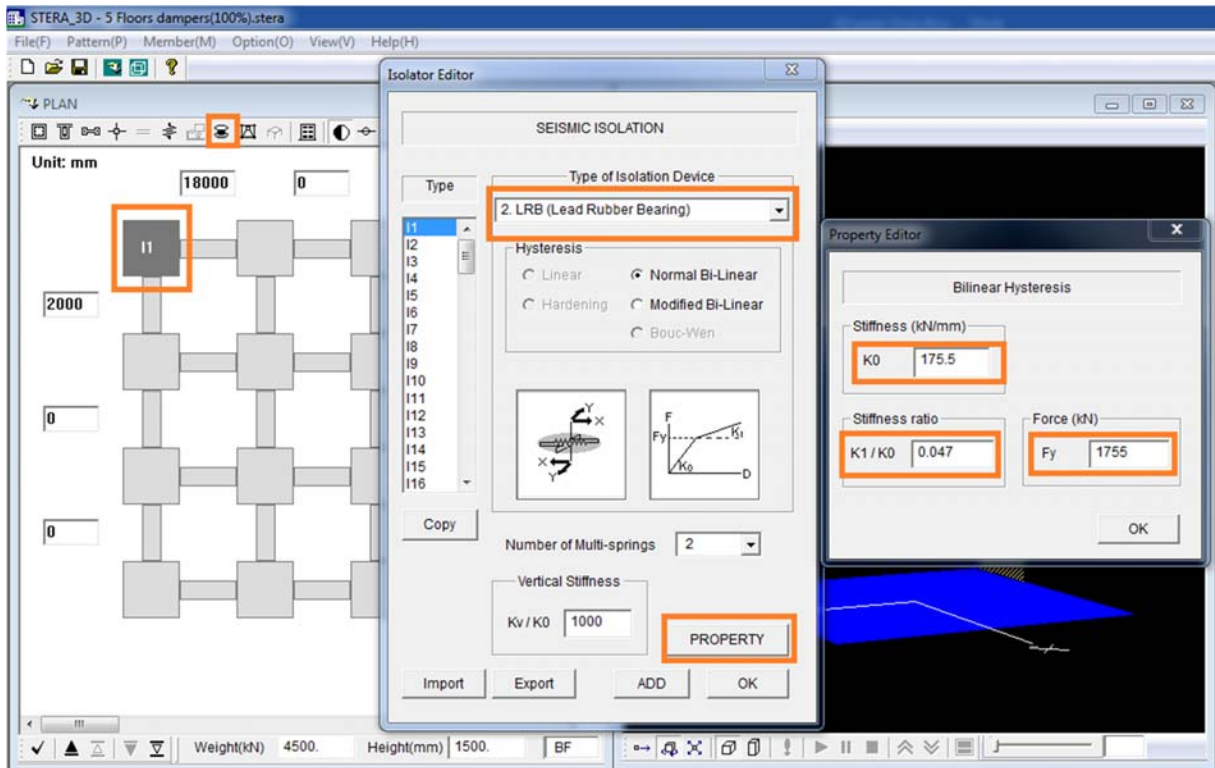 STERA_3D - 5 Floors dampers(100%).stera
File(F) Pattern(P) Member(M) Option(O) View(V) Help(H)
PLAN
Unit: mm
18000 0
I1
2000
0
0
Weight(kN) 4500. Height(mm) 1500. BF
Isolator Editor
SEISMIC ISOLATION
Type
I1
I2
I3
I4
I5
I6
I7
I8
I9
I10
I11
I12
I13
I14
I15
I16
Copy
Type of Isolation Device
2. LRB (Lead Rubber Bearing)
Hysteresis
Linear Normal Bi-Linear
Hardening Modified Bi-Linear
Bouc-Wen
Y
X
X
Y
F
Fy
K1
K0
D
Number of Multi-springs 2
Vertical Stiffness
Kv / K0 1000
PROPERTY
Import Export ADD OK
Property Editor
Bilinear Hysteresis
Stiffness (kN/mm)
K0 175.5
Stiffness ratio
K1 / K0 0.047
Force (kN)
Fy 1755
OK